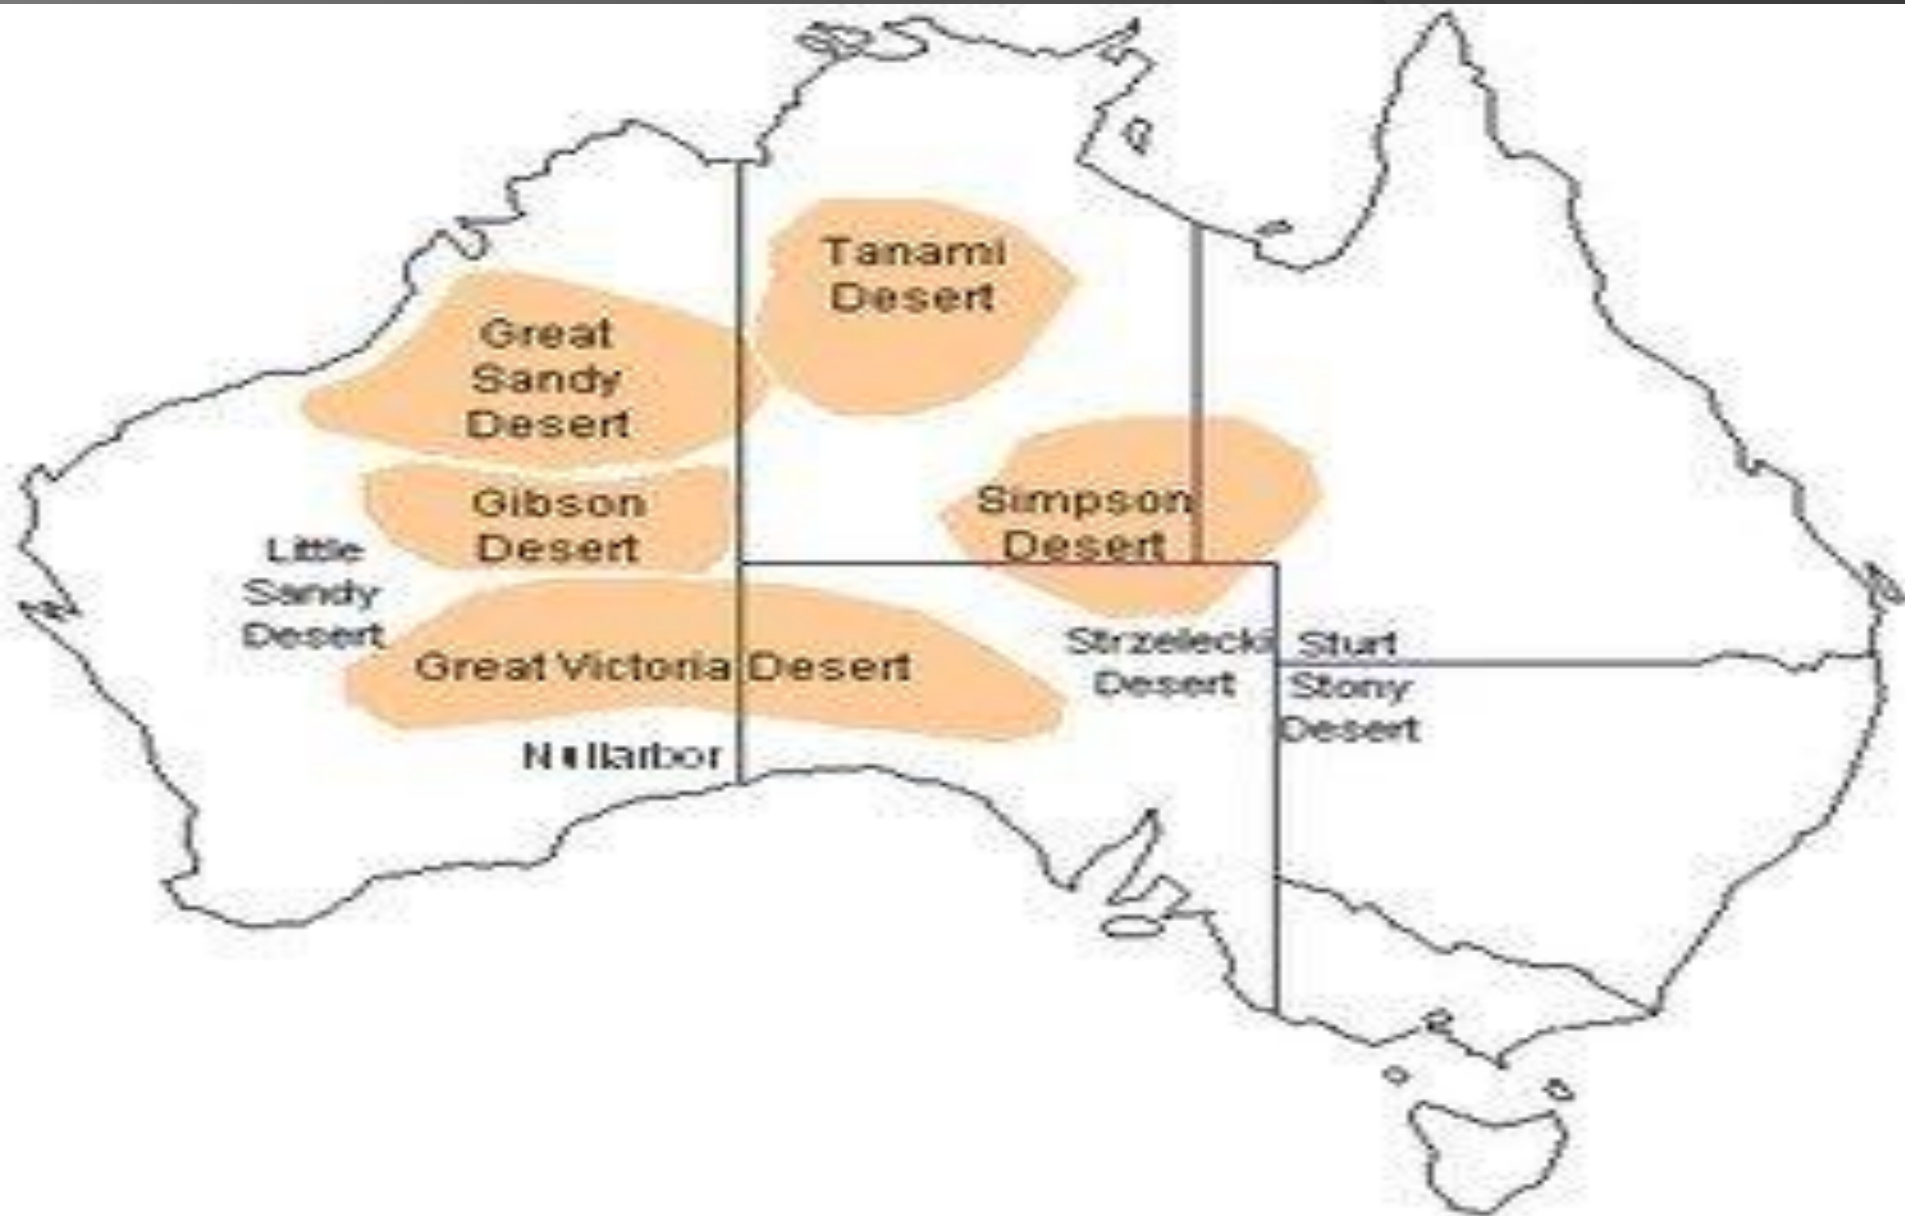 Tanami
Desert
Great
Sandy
Desert
Gibson
Desert
Simpson
Desert
Little
Sandy
Desert
Great Victoria Desert
Strzelecki
Desert
Sturt
Stony
Desert
Nullarbor